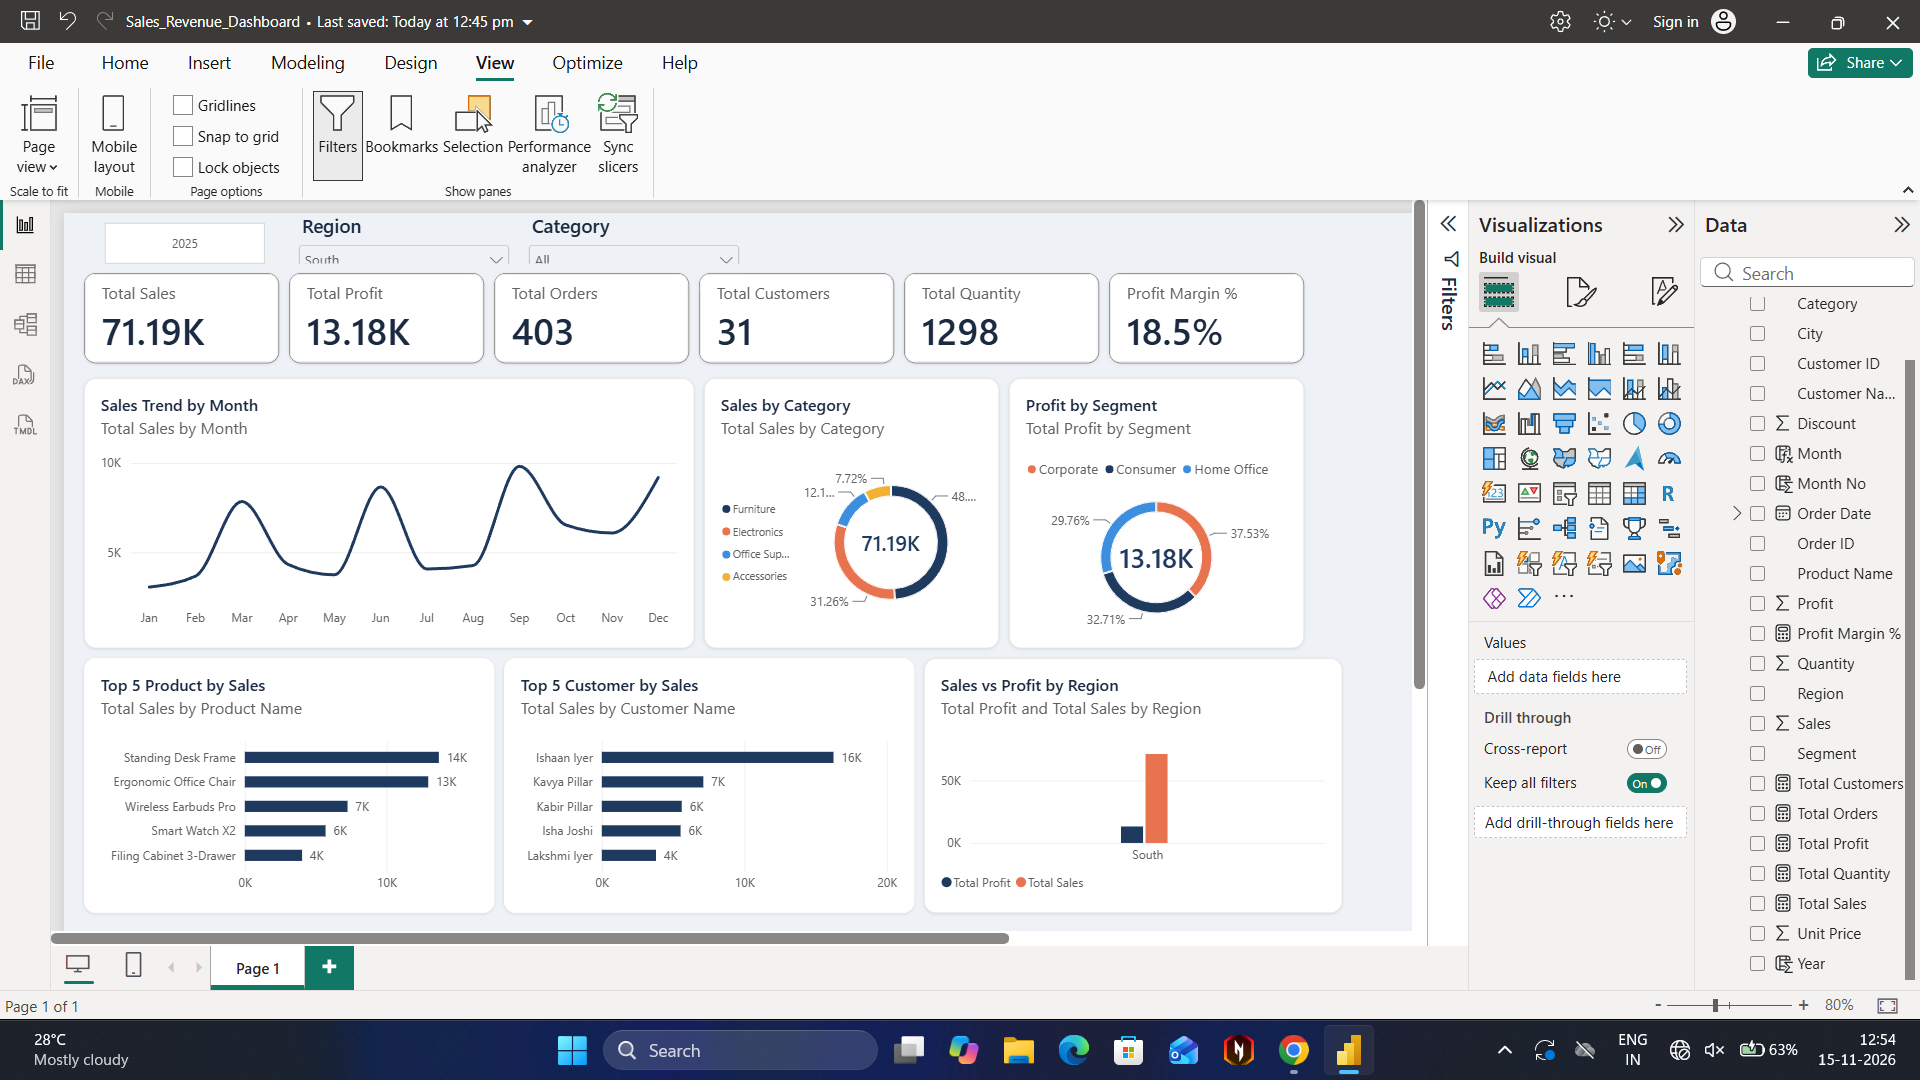 Sales_Revenue_Dashboard • Last saved: Today at 12:45 pm
Sign in
File Home Insert Modeling Design View Optimize Help
Share
Page view
Mobile layout
Gridlines
Snap to grid
Lock objects
Filters
Bookmarks
Selection
Performance analyzer
Sync slicers
Scale to fit
Mobile
Page options
Show panes
2025
Region
South
Category
All
Total Sales
71.19K
Total Profit
13.18K
Total Orders
403
Total Customers
31
Total Quantity
1298
Profit Margin %
18.5%
Sales Trend by Month
Total Sales by Month
10K
5K
Jan Feb Mar Apr May Jun Jul Aug Sep Oct Nov Dec
Sales by Category
Total Sales by Category
Furniture
Electronics
Office Sup...
Accessories
7.72%
12.1...
48....
71.19K
31.26%
Profit by Segment
Total Profit by Segment
Corporate Consumer Home Office
29.76%
37.53%
13.18K
32.71%
Top 5 Product by Sales
Total Sales by Product Name
Standing Desk Frame 14K
Ergonomic Office Chair 13K
Wireless Earbuds Pro 7K
Smart Watch X2 6K
Filing Cabinet 3-Drawer 4K
0K 10K
Top 5 Customer by Sales
Total Sales by Customer Name
Ishaan Iyer 16K
Kavya Pillar 7K
Kabir Pillar 6K
Isha Joshi 6K
Lakshmi Iyer 4K
0K 10K 20K
Sales vs Profit by Region
Total Profit and Total Sales by Region
50K
0K
South
Total Profit Total Sales
Filters
Visualizations
Build visual
123
R
Py
Values
Add data fields here
Drill through
Cross-report
Off
Keep all filters
On
Add drill-through fields here
Data
Search
Category
City
Customer ID
Customer Na...
Discount
Month
Month No
Order Date
Order ID
Product Name
Profit
Profit Margin %
Quantity
Region
Sales
Segment
Total Customers
Total Orders
Total Profit
Total Quantity
Total Sales
Unit Price
Year
DAX
TMDL
Page 1
Page 1 of 1
- + 80%
28°C
Mostly cloudy
Search
ENG
IN
63%
12:54
15-11-2026